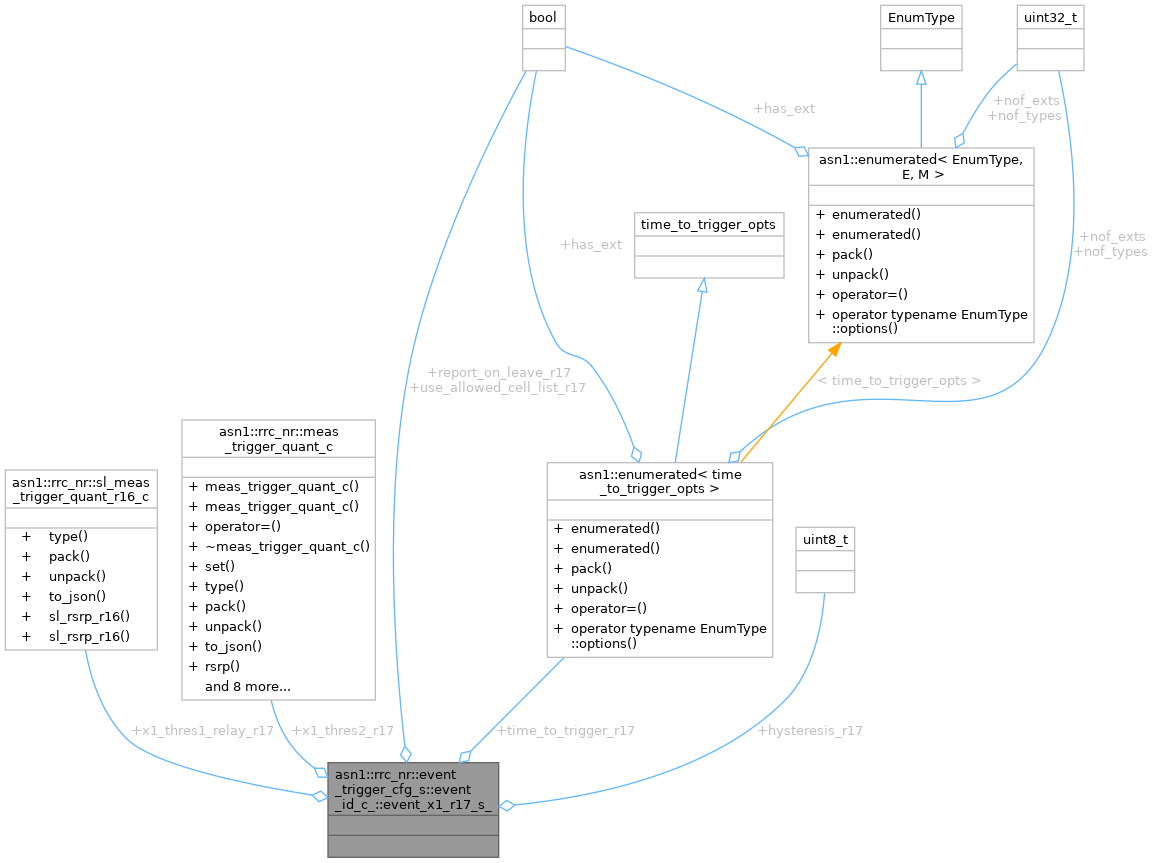 bool
EnumType
uint32_t
+has_ext
+nof_exts
+nof_types
asn1::enumerated< EnumType,
E, M >
+ enumerated()
+ enumerated()
+ pack()
+ unpack()
+ operator=()
+ operator typename EnumType
::options()
time_to_trigger_opts
+has_ext
+nof_exts
+nof_types
+report_on_leave_r17
+use_allowed_cell_list_r17
< time_to_trigger_opts >
asn1::rrc_nr::sl_meas
_trigger_quant_r16_c
+ type()
+ pack()
+ unpack()
+ to_json()
+ sl_rsrp_r16()
+ sl_rsrp_r16()
asn1::rrc_nr::meas
_trigger_quant_c
+ meas_trigger_quant_c()
+ meas_trigger_quant_c()
+ operator=()
+ ~meas_trigger_quant_c()
+ set()
+ type()
+ pack()
+ unpack()
+ to_json()
+ rsrp()
and 8 more...
asn1::enumerated< time
_to_trigger_opts >
+ enumerated()
+ enumerated()
+ pack()
+ unpack()
+ operator=()
+ operator typename EnumType
::options()
uint8_t
+x1_thres1_relay_r17
+x1_thres2_r17
+time_to_trigger_r17
+hysteresis_r17
asn1::rrc_nr::event
_trigger_cfg_s::event
_id_c_::event_x1_r17_s_